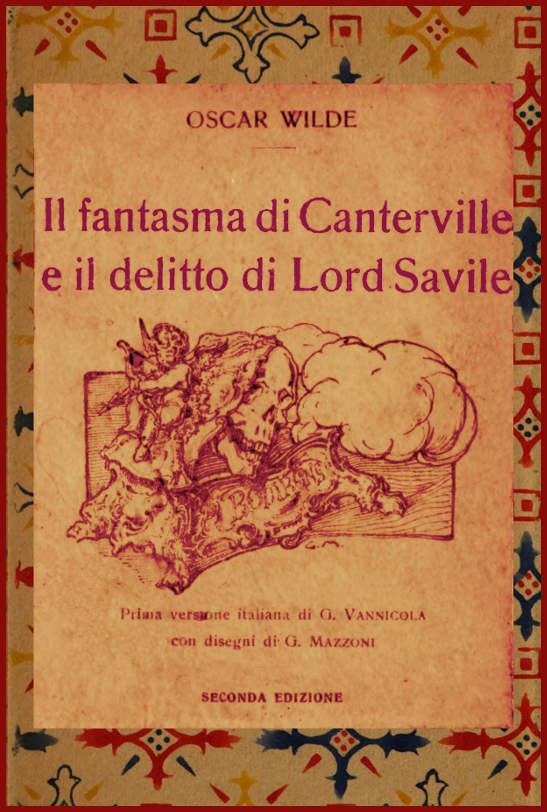 OSCAR WILDE
Il fantasma di Canterville
e il delitto di Lord Savile
Prima versione italiana di G. VANNICOLA
con disegni di G. MAZZONI
SECONDA EDIZIONE